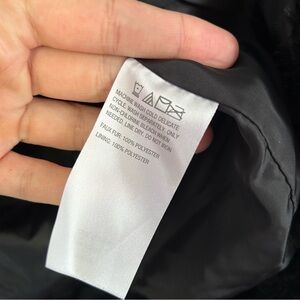 MACHINE WASH COLD DELICATE
CYCLE. WASH SEPARATELY. ONLY
NON-CHLORINE BLEACH WHEN
NEEDED. LINE DRY. DO NOT IRON
FAUX FUR: 100% POLYESTER
LINING: 100% POLYESTER